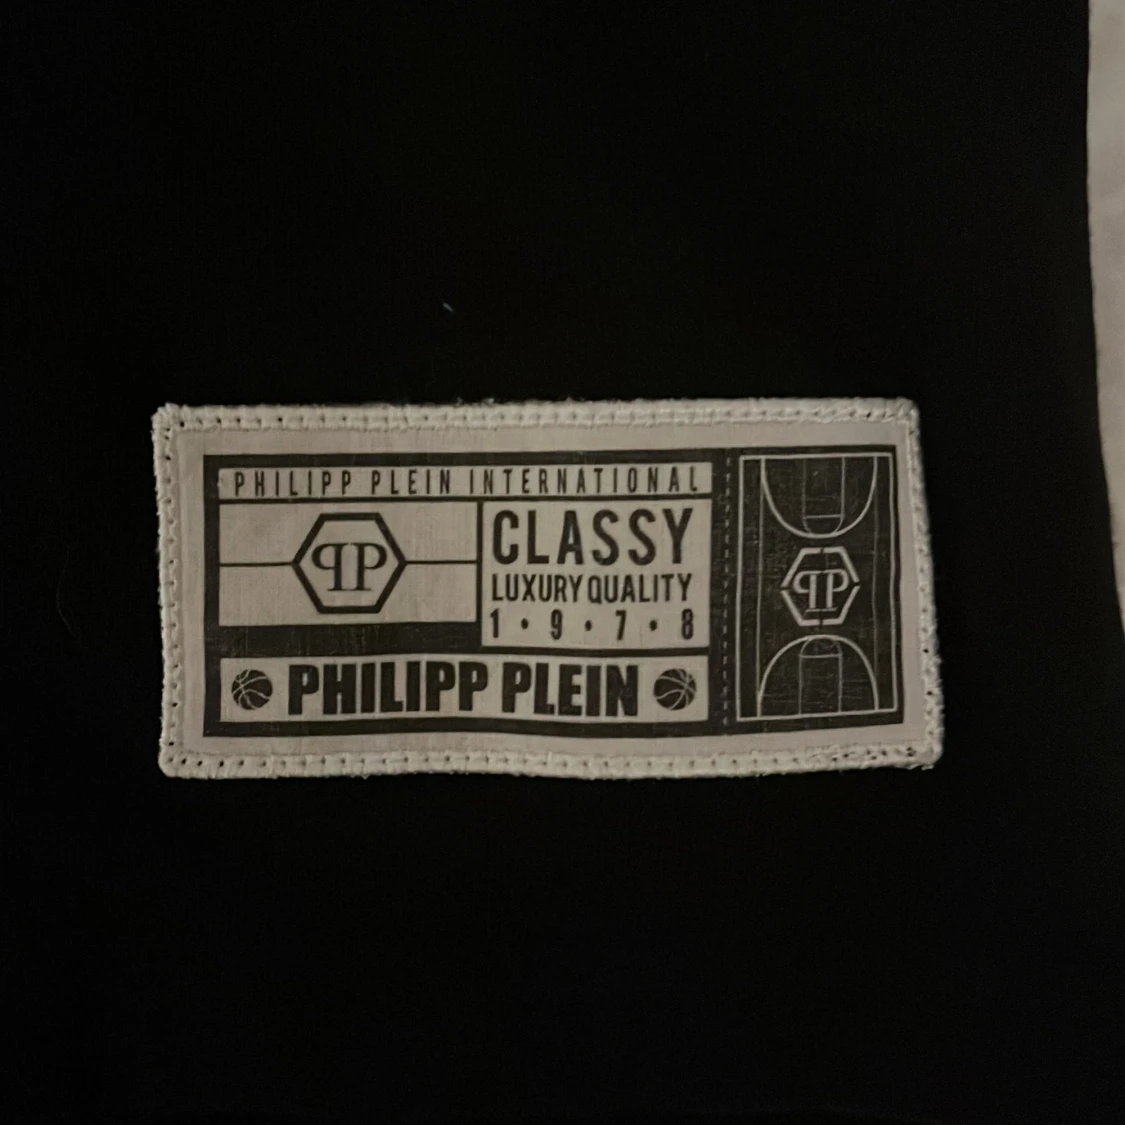 PHILIPP PLEIN INTERNATIONAL
CLASSY
LUXURY QUALITY
1·9·7·8
PHILIPP PLEIN